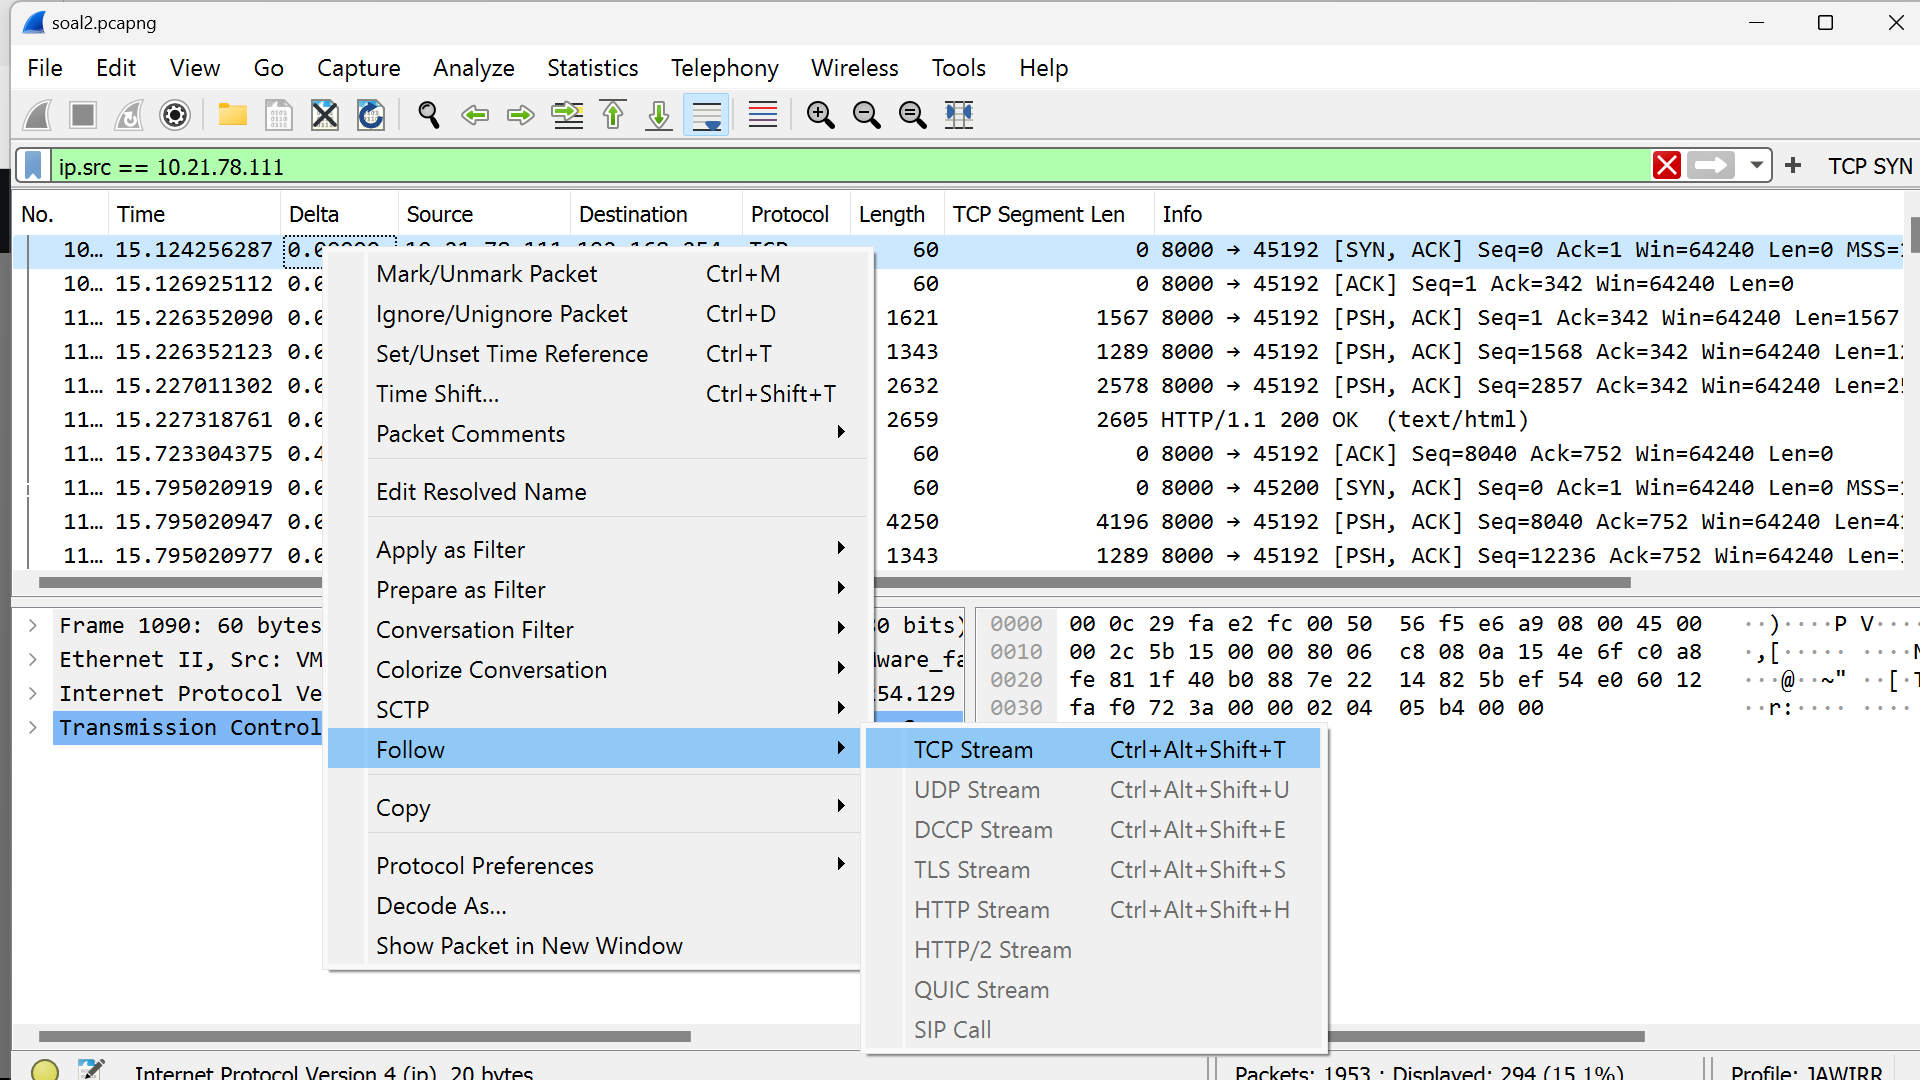 soal2.pcapng
File Edit View Go Capture Analyze Statistics Telephony Wireless Tools Help
ip.src == 10.21.78.111 TCP SYN
No. Time Delta Source Destination Protocol Length TCP Segment Len Info
10… 15.124256287 60 0 8000 → 45192 [SYN, ACK] Seq=0 Ack=1 Win=64240 Len=0 MSS=
10… 15.126925112 0.0 60 0 8000 → 45192 [ACK] Seq=1 Ack=342 Win=64240 Len=0
11… 15.226352090 0.0 1621 1567 8000 → 45192 [PSH, ACK] Seq=1 Ack=342 Win=64240 Len=1567
11… 15.226352123 0.0 1343 1289 8000 → 45192 [PSH, ACK] Seq=1568 Ack=342 Win=64240 Len=1
11… 15.227011302 0.0 2632 2578 8000 → 45192 [PSH, ACK] Seq=2857 Ack=342 Win=64240 Len=2
11… 15.227318761 0.0 2659 2605 HTTP/1.1 200 OK (text/html)
11… 15.723304375 0.4 60 0 8000 → 45192 [ACK] Seq=8040 Ack=752 Win=64240 Len=0
11… 15.795020919 0.0 60 0 8000 → 45200 [SYN, ACK] Seq=0 Ack=1 Win=64240 Len=0 MSS=
11… 15.795020947 0.0 4250 4196 8000 → 45192 [PSH, ACK] Seq=8040 Ack=752 Win=64240 Len=4
11… 15.795020977 0.0 1343 1289 8000 → 45192 [PSH, ACK] Seq=12236 Ack=752 Win=64240 Len=
Mark/Unmark Packet Ctrl+M
Ignore/Unignore Packet Ctrl+D
Set/Unset Time Reference Ctrl+T
Time Shift... Ctrl+Shift+T
Packet Comments
Edit Resolved Name
Apply as Filter
Prepare as Filter
Conversation Filter
Colorize Conversation
SCTP
Follow
Copy
Protocol Preferences
Decode As...
Show Packet in New Window
TCP Stream Ctrl+Alt+Shift+T
UDP Stream Ctrl+Alt+Shift+U
DCCP Stream Ctrl+Alt+Shift+E
TLS Stream Ctrl+Alt+Shift+S
HTTP Stream Ctrl+Alt+Shift+H
HTTP/2 Stream
QUIC Stream
SIP Call
Frame 1090: 60 bytes 0 bits)
Ethernet II, Src: VM ware_fa
Internet Protocol Ve 54.129
Transmission Control
0000 00 0c 29 fa e2 fc 00 50 56 f5 e6 a9 08 00 45 00 ··)····P V····
0010 00 2c 5b 15 00 00 80 06 c8 08 0a 15 4e 6f c0 a8 ·,[····· ····N
0020 fe 81 1f 40 b0 88 7e 22 14 82 5b ef 54 e0 60 12 ···@··~" ··[·T
0030 fa f0 72 3a 00 00 02 04 05 b4 00 00 ··r:···· ····
Internet Protocol Version 4 (ip), 20 bytes Packets: 1953 · Displayed: 294 (15.1%) Profile: JAWIRR